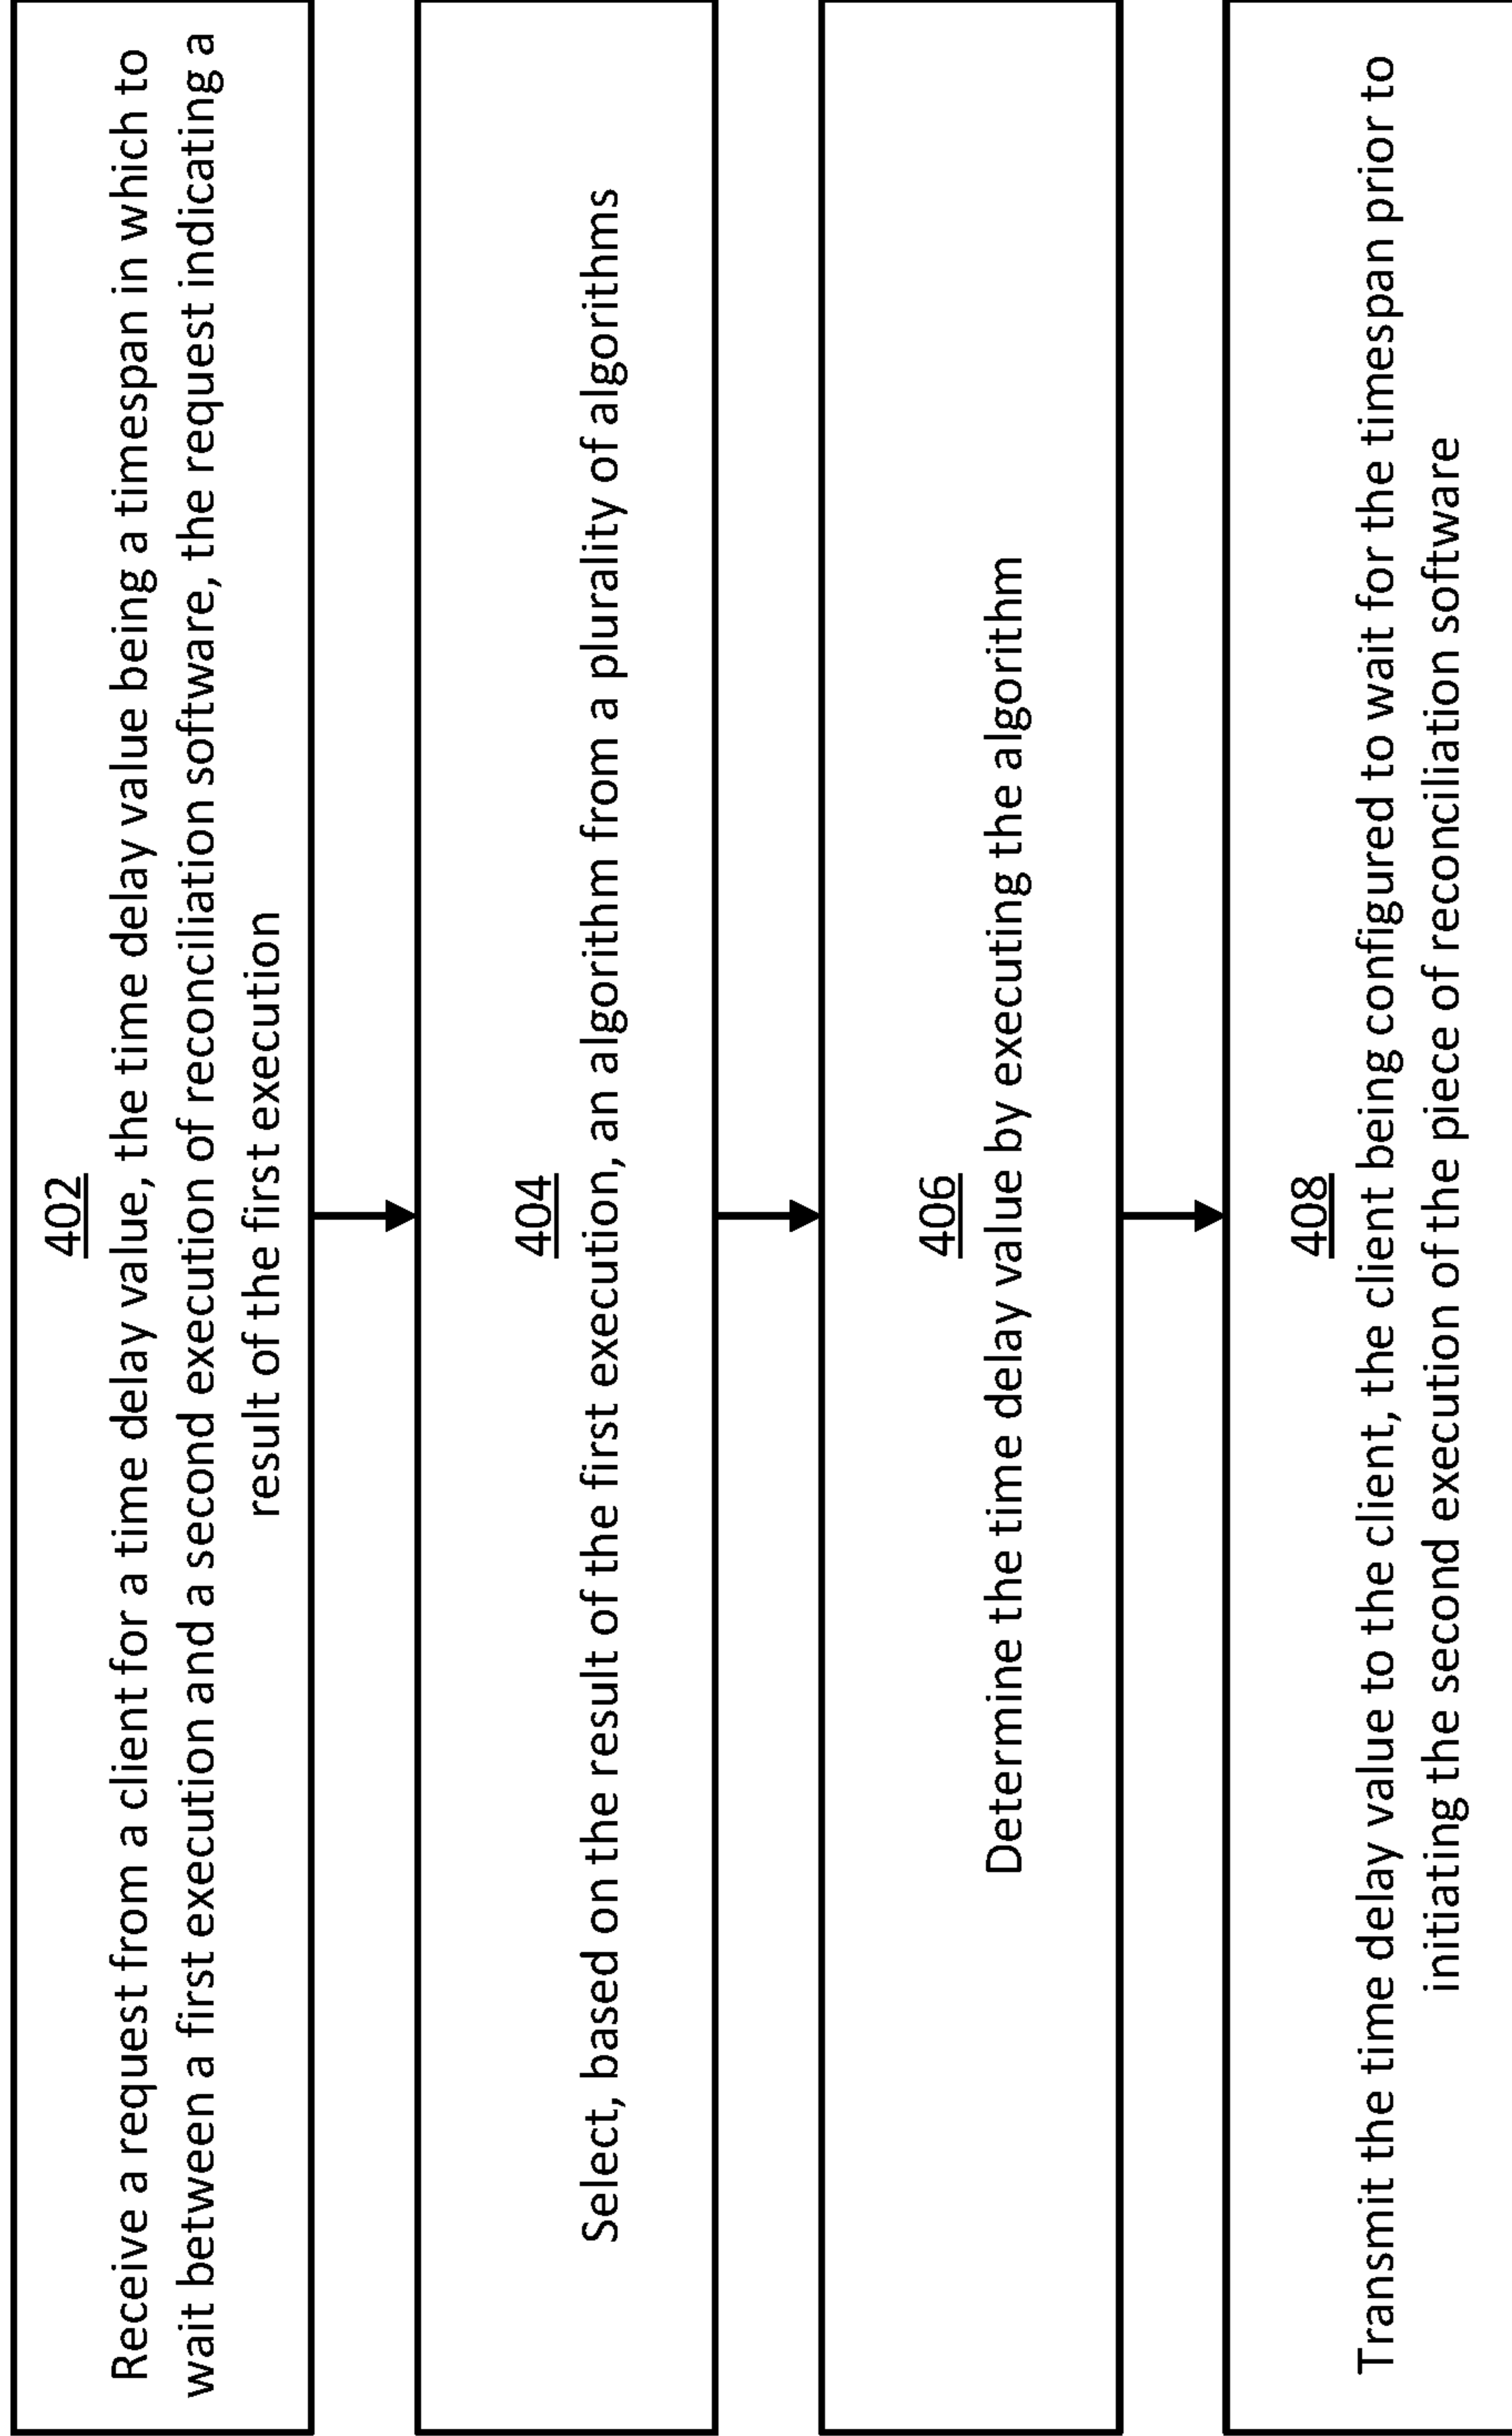 402
Receive a request from a client for a time delay value, the time delay value being a timespan in which to
wait between a first execution and a second execution of reconciliation software, the request indicating a
result of the first execution
404
Select, based on the result of the first execution, an algorithm from a plurality of algorithms
406
Determine the time delay value by executing the algorithm
408
Transmit the time delay value to the client, the client being configured to wait for the timespan prior to
initiating the second execution of the piece of reconciliation software